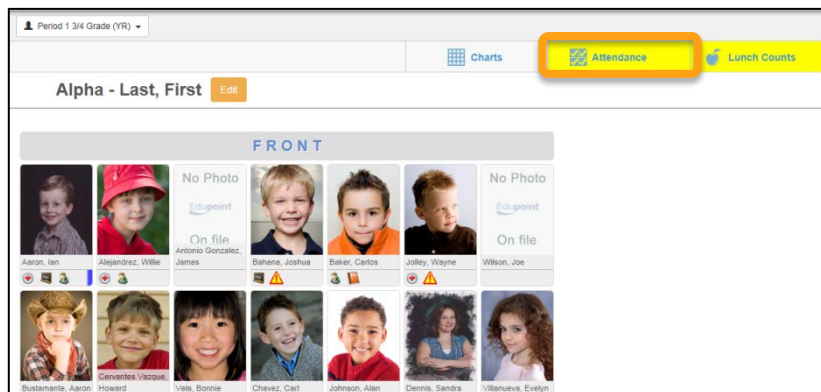 Period 1 3/4 Grade (YR)
Charts
Attendance
Lunch Counts
Alpha - Last, First
Edit
FRONT
No Photo
Edupoint
On file
No Photo
Edupoint
On file
Aaron, Ian
Alejandrez, Willie
Antonio Gonzalez,
James
Bahena, Joshua
Baker, Carlos
Jolley, Wayne
Wilson, Joe
Bustamante, Aaron
Cervantes Vazque,
Howard
Vela, Bonnie
Chavez, Carl
Johnson, Alan
Dennis, Sandra
Villanueva, Evelyn